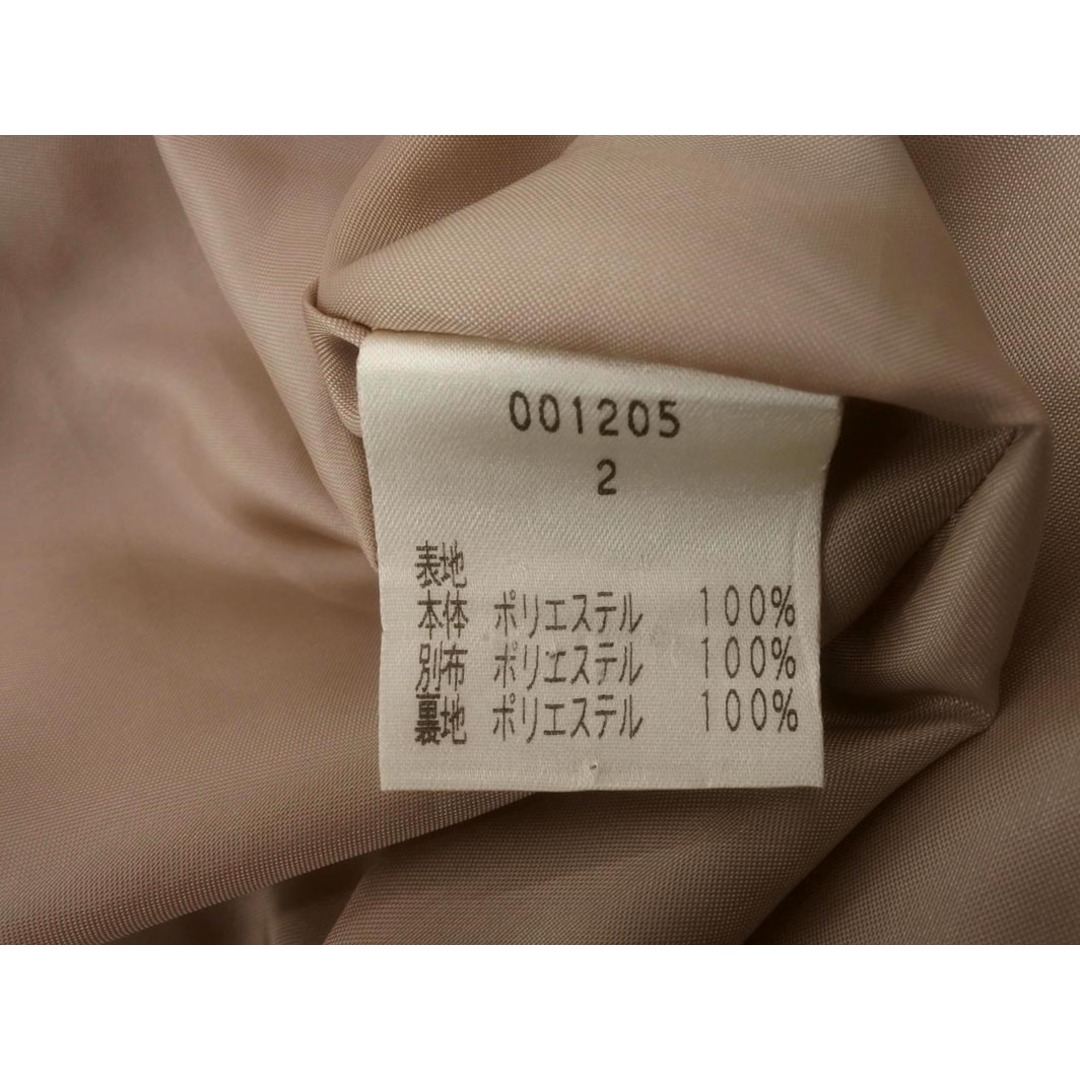 001205
2
表地
本体 ポリエステル 100%
別布 ポリエステル 100%
裏地 ポリエステル 100%